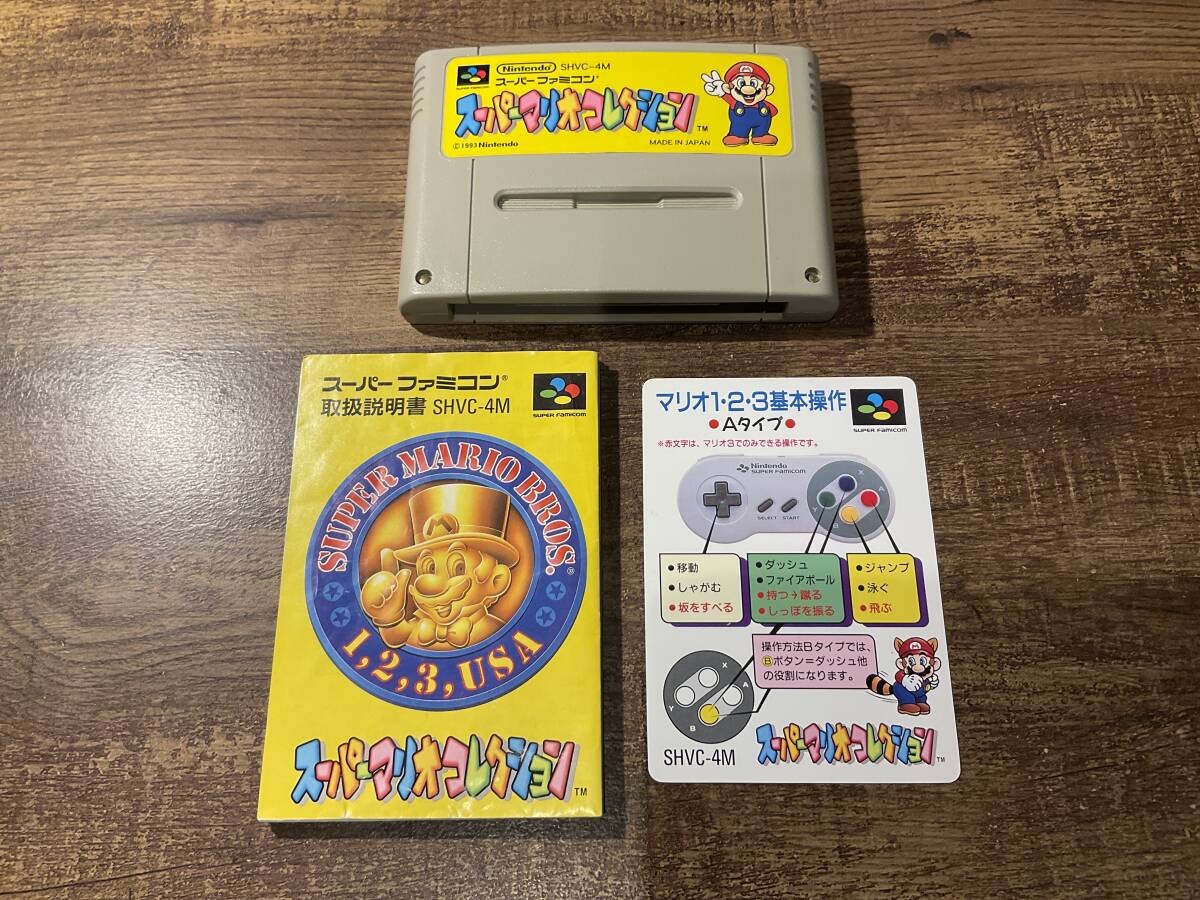 Nintendo SHVC-4M
スーパーファミコン®
SUPER FAMICOM
スーパーマリオコレクション™
©1993 Nintendo
MADE IN JAPAN
スーパーファミコン®
取扱説明書 SHVC-4M
SUPER FAMICOM
SUPER MARIO BROS.®
1,2,3,USA
スーパーマリオコレクション™
マリオ1・2・3基本操作
•Aタイプ•
SUPER FAMICOM
※赤文字は、マリオ3でのみできる操作です。
Nintendo
SUPER FAMICOM
X
A
Y
B
SELECT START
•移動
•しゃがむ
•坂をすべる
•ダッシュ
•ファイアボール
•持つ→蹴る
•しっぽを振る
•ジャンプ
•泳ぐ
•飛ぶ
操作方法Bタイプでは、
Ⓑボタン=ダッシュ他
の役割になります。
X
A
Y
B
SHVC-4M
スーパーマリオコレクション™